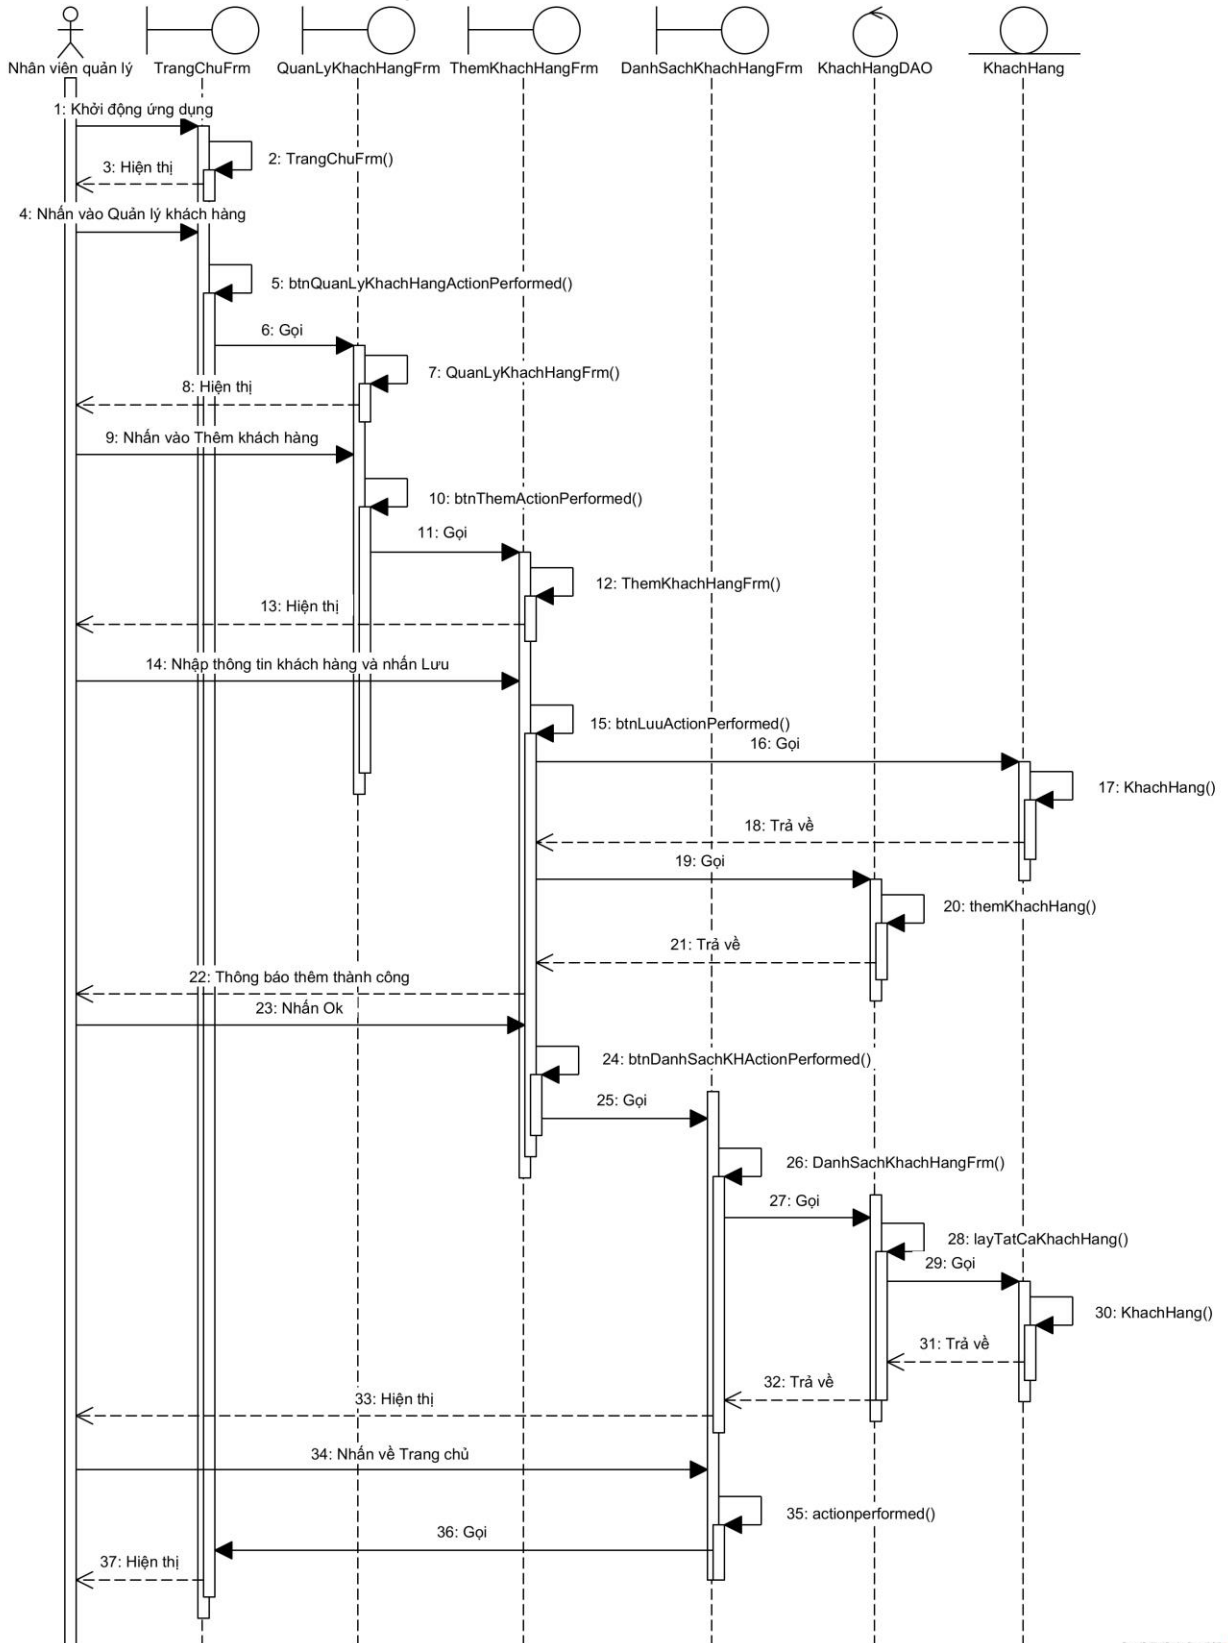 Nhân viên quản lý
TrangChuFrm
QuanLyKhachHangFrm
ThemKhachHangFrm
DanhSachKhachHangFrm
KhachHangDAO
KhachHang
1: Khởi động ứng dụng
2: TrangChuFrm()
3: Hiện thị
4: Nhấn vào Quản lý khách hàng
5: btnQuanLyKhachHangActionPerformed()
6: Gọi
7: QuanLyKhachHangFrm()
8: Hiện thị
9: Nhấn vào Thêm khách hàng
10: btnThemActionPerformed()
11: Gọi
12: ThemKhachHangFrm()
13: Hiện thị
14: Nhập thông tin khách hàng và nhấn Lưu
15: btnLuuActionPerformed()
16: Gọi
17: KhachHang()
18: Trả về
19: Gọi
20: themKhachHang()
21: Trả về
22: Thông báo thêm thành công
23: Nhấn Ok
24: btnDanhSachKHActionPerformed()
25: Gọi
26: DanhSachKhachHangFrm()
27: Gọi
28: layTatCaKhachHang()
29: Gọi
30: KhachHang()
31: Trả về
32: Trả về
33: Hiện thị
34: Nhấn về Trang chủ
35: actionperformed()
36: Gọi
37: Hiện thị